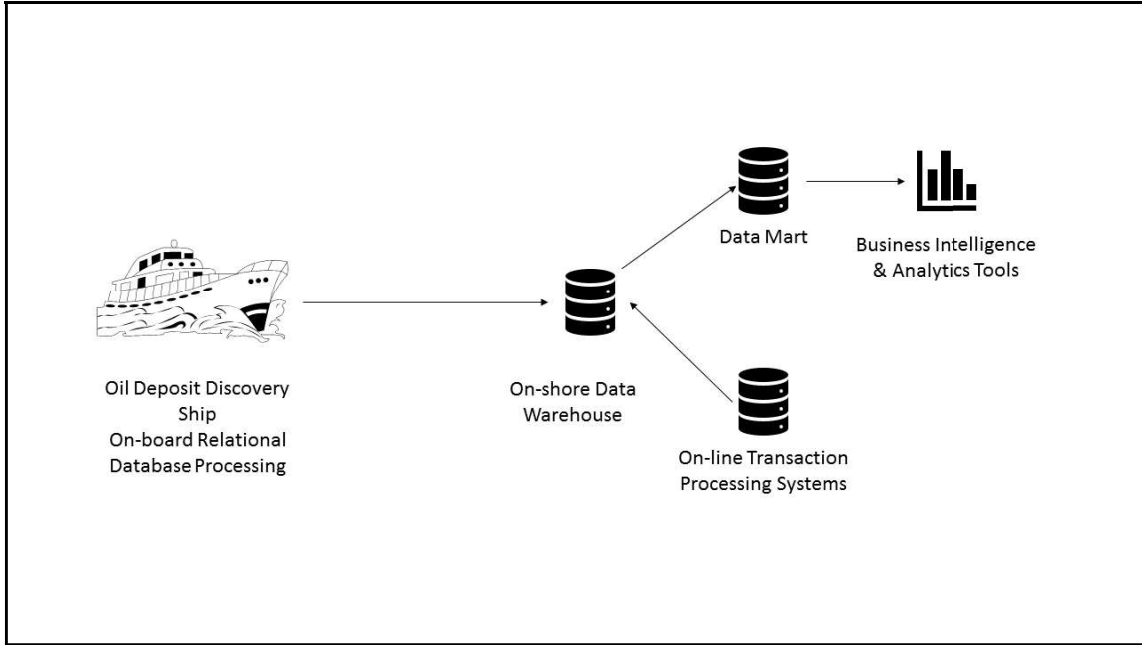 Data Mart
Business Intelligence
& Analytics Tools
Oil Deposit Discovery
Ship
On-board Relational
Database Processing
On-shore Data
Warehouse
On-line Transaction
Processing Systems